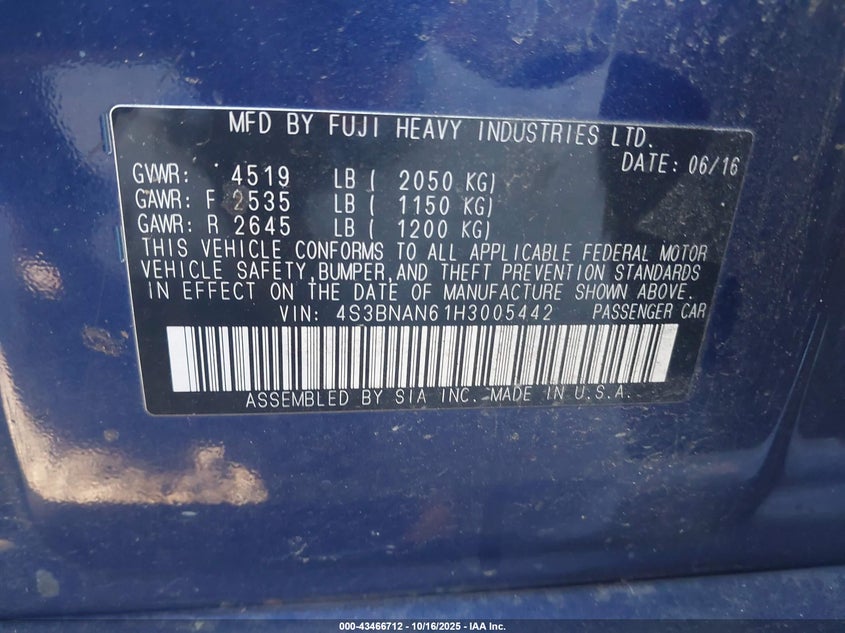 MFD BY FUJI HEAVY INDUSTRIES LTD.
DATE: 06/16
GVWR: 4519 LB ( 2050 KG)
GAWR: F 2535 LB ( 1150 KG)
GAWR: R 2645 LB ( 1200 KG)
THIS VEHICLE CONFORMS TO ALL APPLICABLE FEDERAL MOTOR
VEHICLE SAFETY,BUMPER,AND THEFT PREVENTION STANDARDS
IN EFFECT ON THE DATE OF MANUFACTURE SHOWN ABOVE.
VIN: 4S3BNAN61H3005442 PASSENGER CAR
ASSEMBLED BY SIA INC. MADE IN U.S.A.
000-43466712 - 10/16/2025 - IAA Inc.